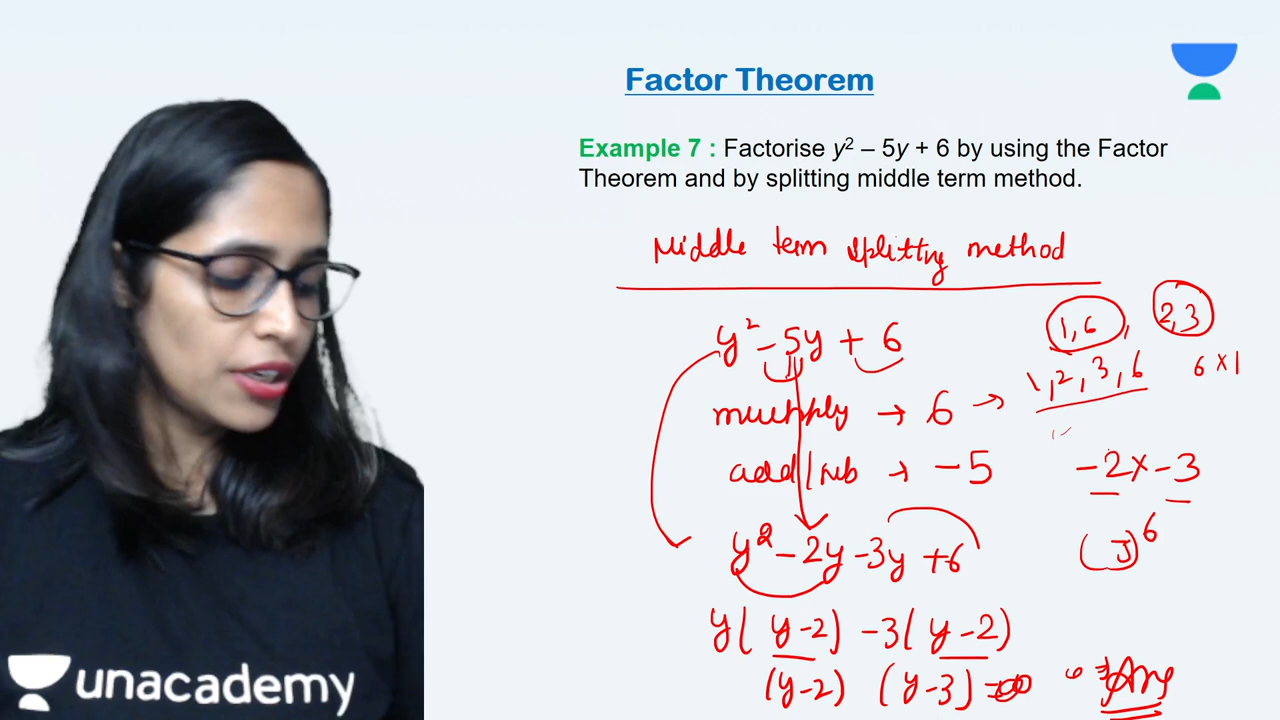 Factor Theorem
Example 7 : Factorise y² – 5y + 6 by using the Factor
Theorem and by splitting middle term method.
Middle term splitting method
y² - 5y + 6
1,6, 2,3
1,2,3,6
6 x 1
multiply → 6 →
add/sub → -5
-2 x -3
y² - 2y - 3y + 6
y(y-2) -3(y-2)
(y-2) (y-3)
Ans
unacademy